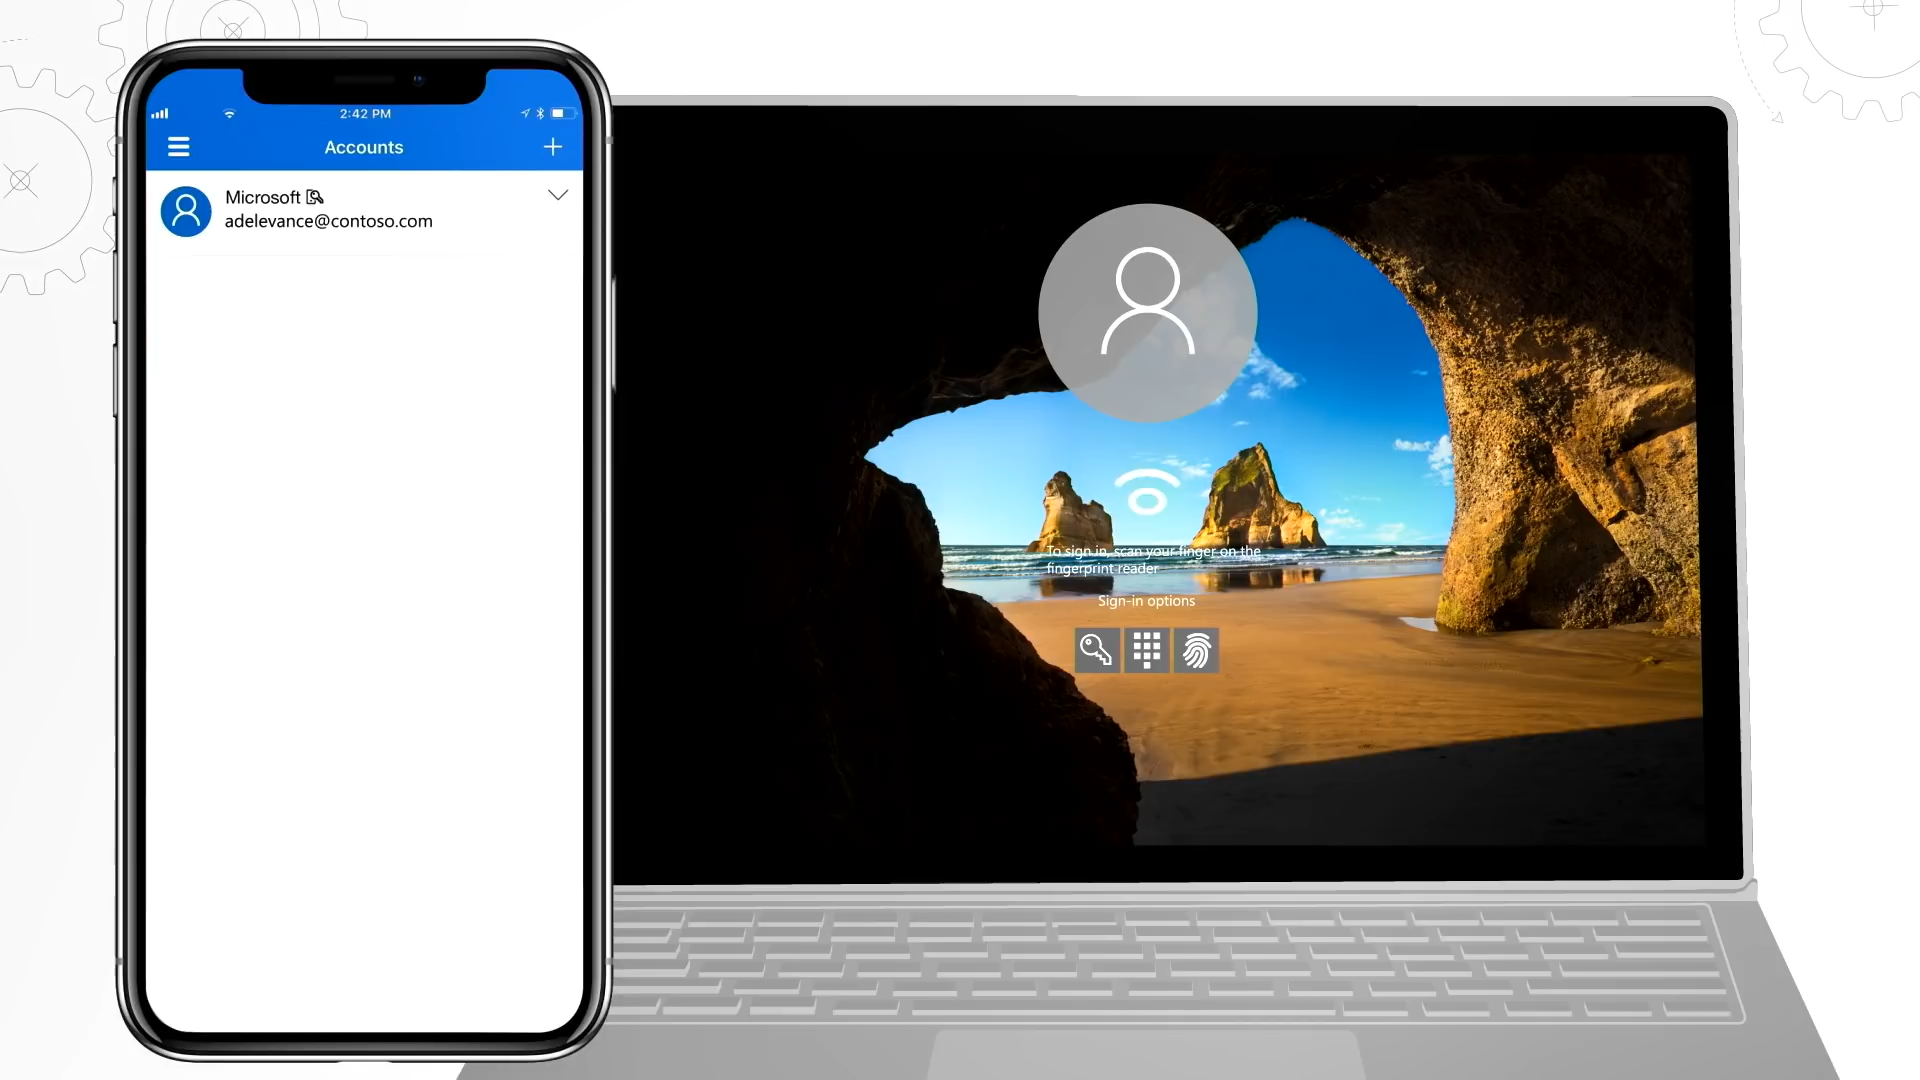 2:42 PM
Accounts
Microsoft
adelevance@contoso.com
To sign in, scan your finger on the
fingerprint reader
Sign-in options